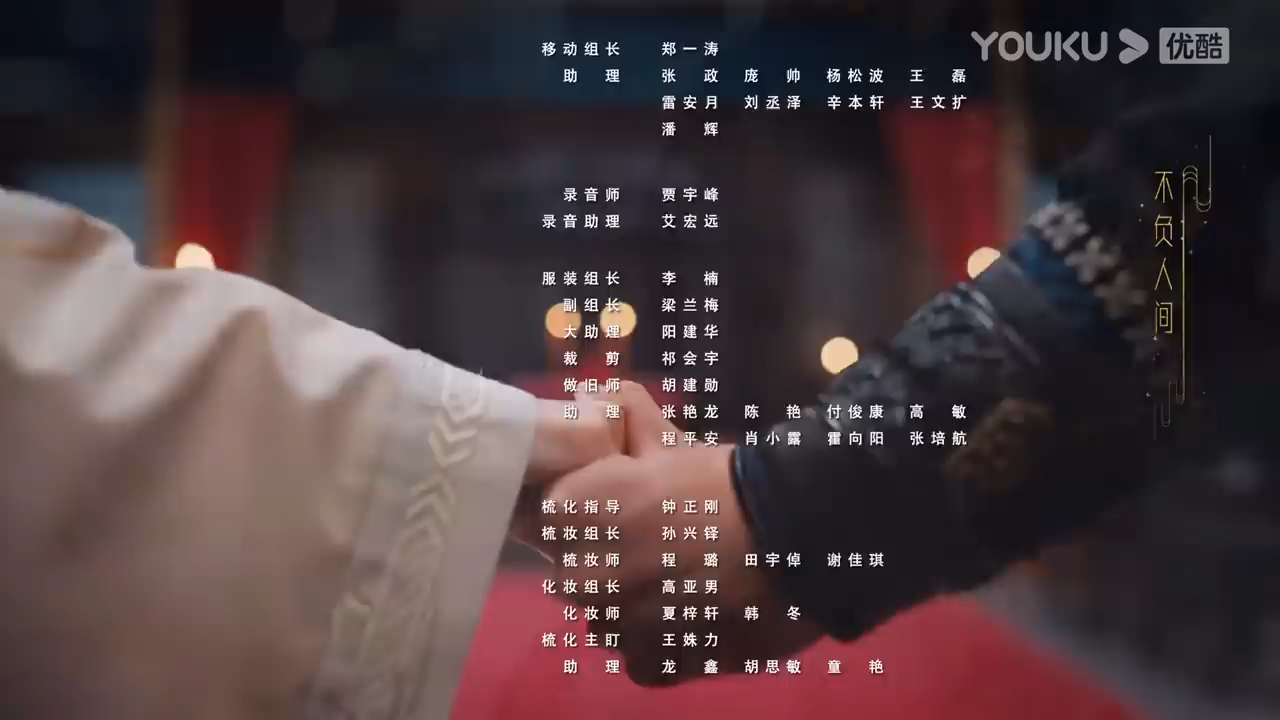 YOUKU 优酷
移动组长 郑一涛
助理 张政 庞帅 杨松波 王磊
雷安月 刘丞泽 辛本轩 王文扩
潘辉
录音师 贾宇峰
录音助理 艾宏远
服装组长 李楠
副组长 梁兰梅
大助理 阳建华
裁剪 祁会宇
做旧师 胡建勋
助理 张艳龙 陈艳 付俊康 高敏
程平安 肖小露 霍向阳 张培航
梳化指导 钟正刚
梳妆组长 孙兴铎
梳妆师 程璐 田宇倬 谢佳琪
化妆组长 高亚男
化妆师 夏梓轩 韩冬
梳化主盯 王姝力
助理 龙鑫 胡思敏 童艳
不负人间